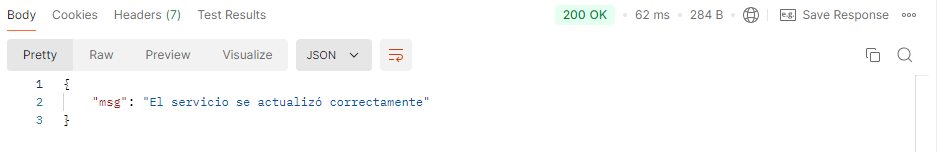 Body Cookies Headers (7) Test Results 200 OK • 62 ms • 284 B e.g. Save Response
Pretty Raw Preview Visualize JSON
1 {
2 "msg": "El servicio se actualizó correctamente"
3 }